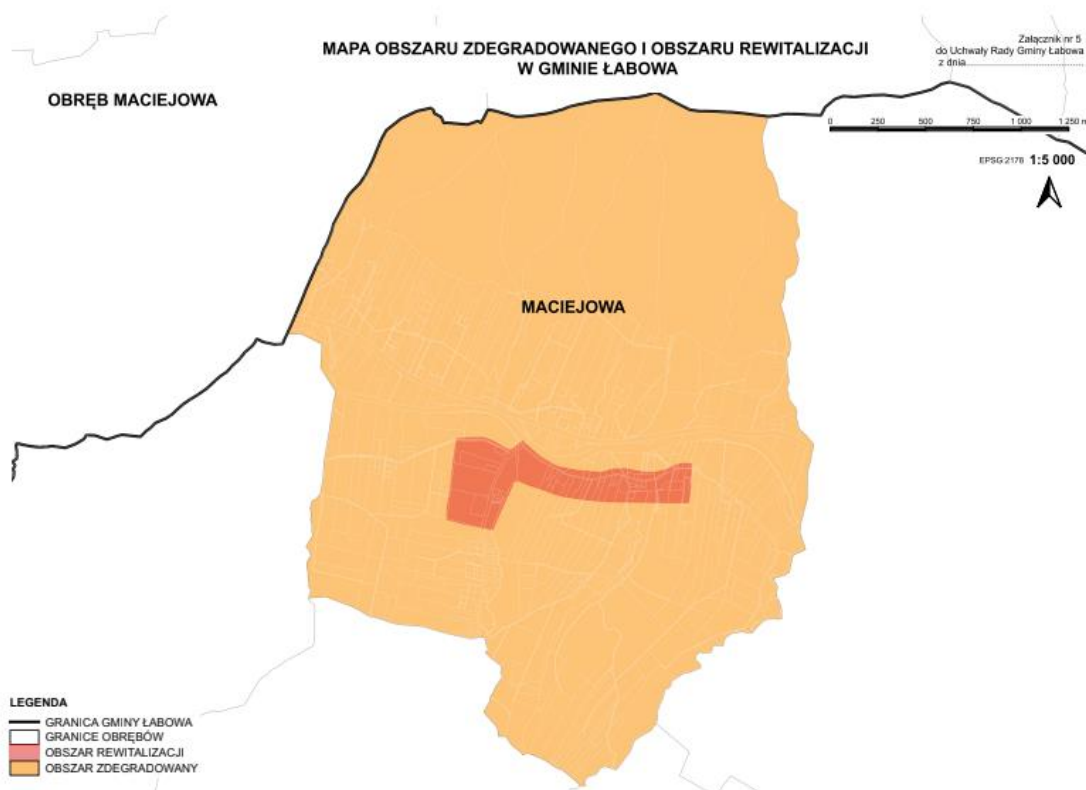 MAPA OBSZARU ZDEGRADOWANEGO I OBSZARU REWITALIZACJI
W GMINIE ŁABOWA
Załącznik nr 5
do Uchwały Rady Gminy Łabowa
z dnia
OBRĘB MACIEJOWA
0 250 500 750 1 000 1 250 m
EPSG:2178 1:5 000
MACIEJOWA
LEGENDA
GRANICA GMINY ŁABOWA
GRANICE OBRĘBÓW
OBSZAR REWITALIZACJI
OBSZAR ZDEGRADOWANY